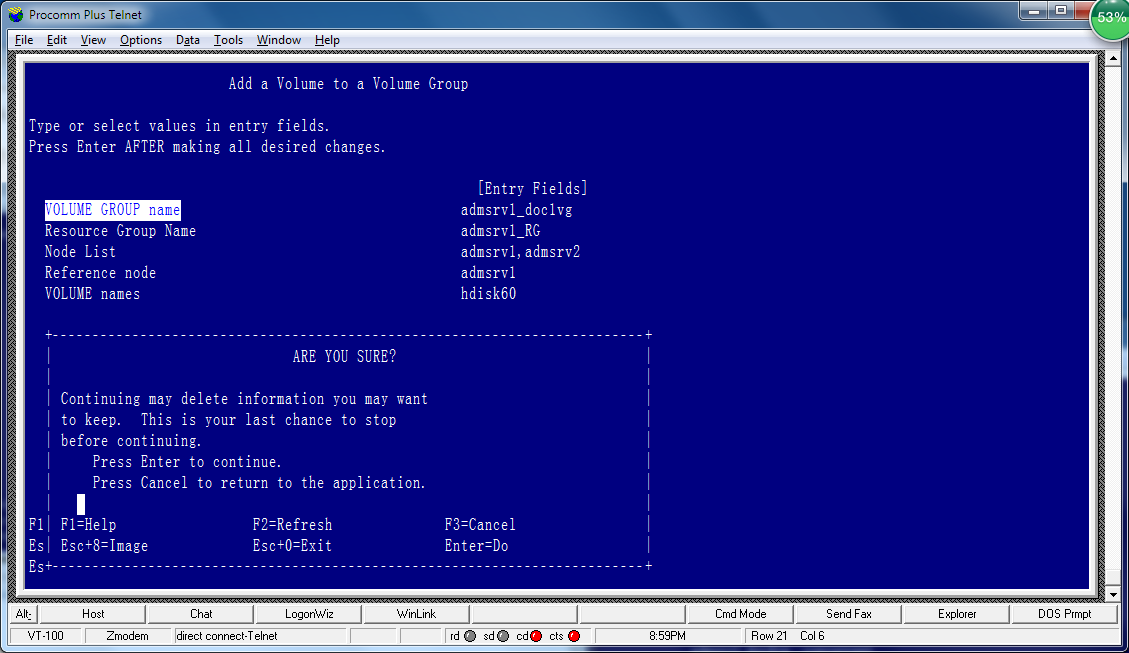 Procomm Plus Telnet
53%
File Edit View Options Data Tools Window Help
Add a Volume to a Volume Group
Type or select values in entry fields.
Press Enter AFTER making all desired changes.
[Entry Fields]
VOLUME GROUP name admsrv1_doc1vg
Resource Group Name admsrv1_RG
Node List admsrv1,admsrv2
Reference node admsrv1
VOLUME names hdisk60
ARE YOU SURE?
Continuing may delete information you may want
to keep. This is your last chance to stop
before continuing.
Press Enter to continue.
Press Cancel to return to the application.
F1 F1=Help F2=Refresh F3=Cancel
Es Esc+8=Image Esc+0=Exit Enter=Do
Es
Alt- Host Chat LogonWiz WinLink Cmd Mode Send Fax Explorer DOS Prmpt
VT-100 Zmodem direct connect-Telnet rd sd cd cts 8:59PM Row 21 Col 6